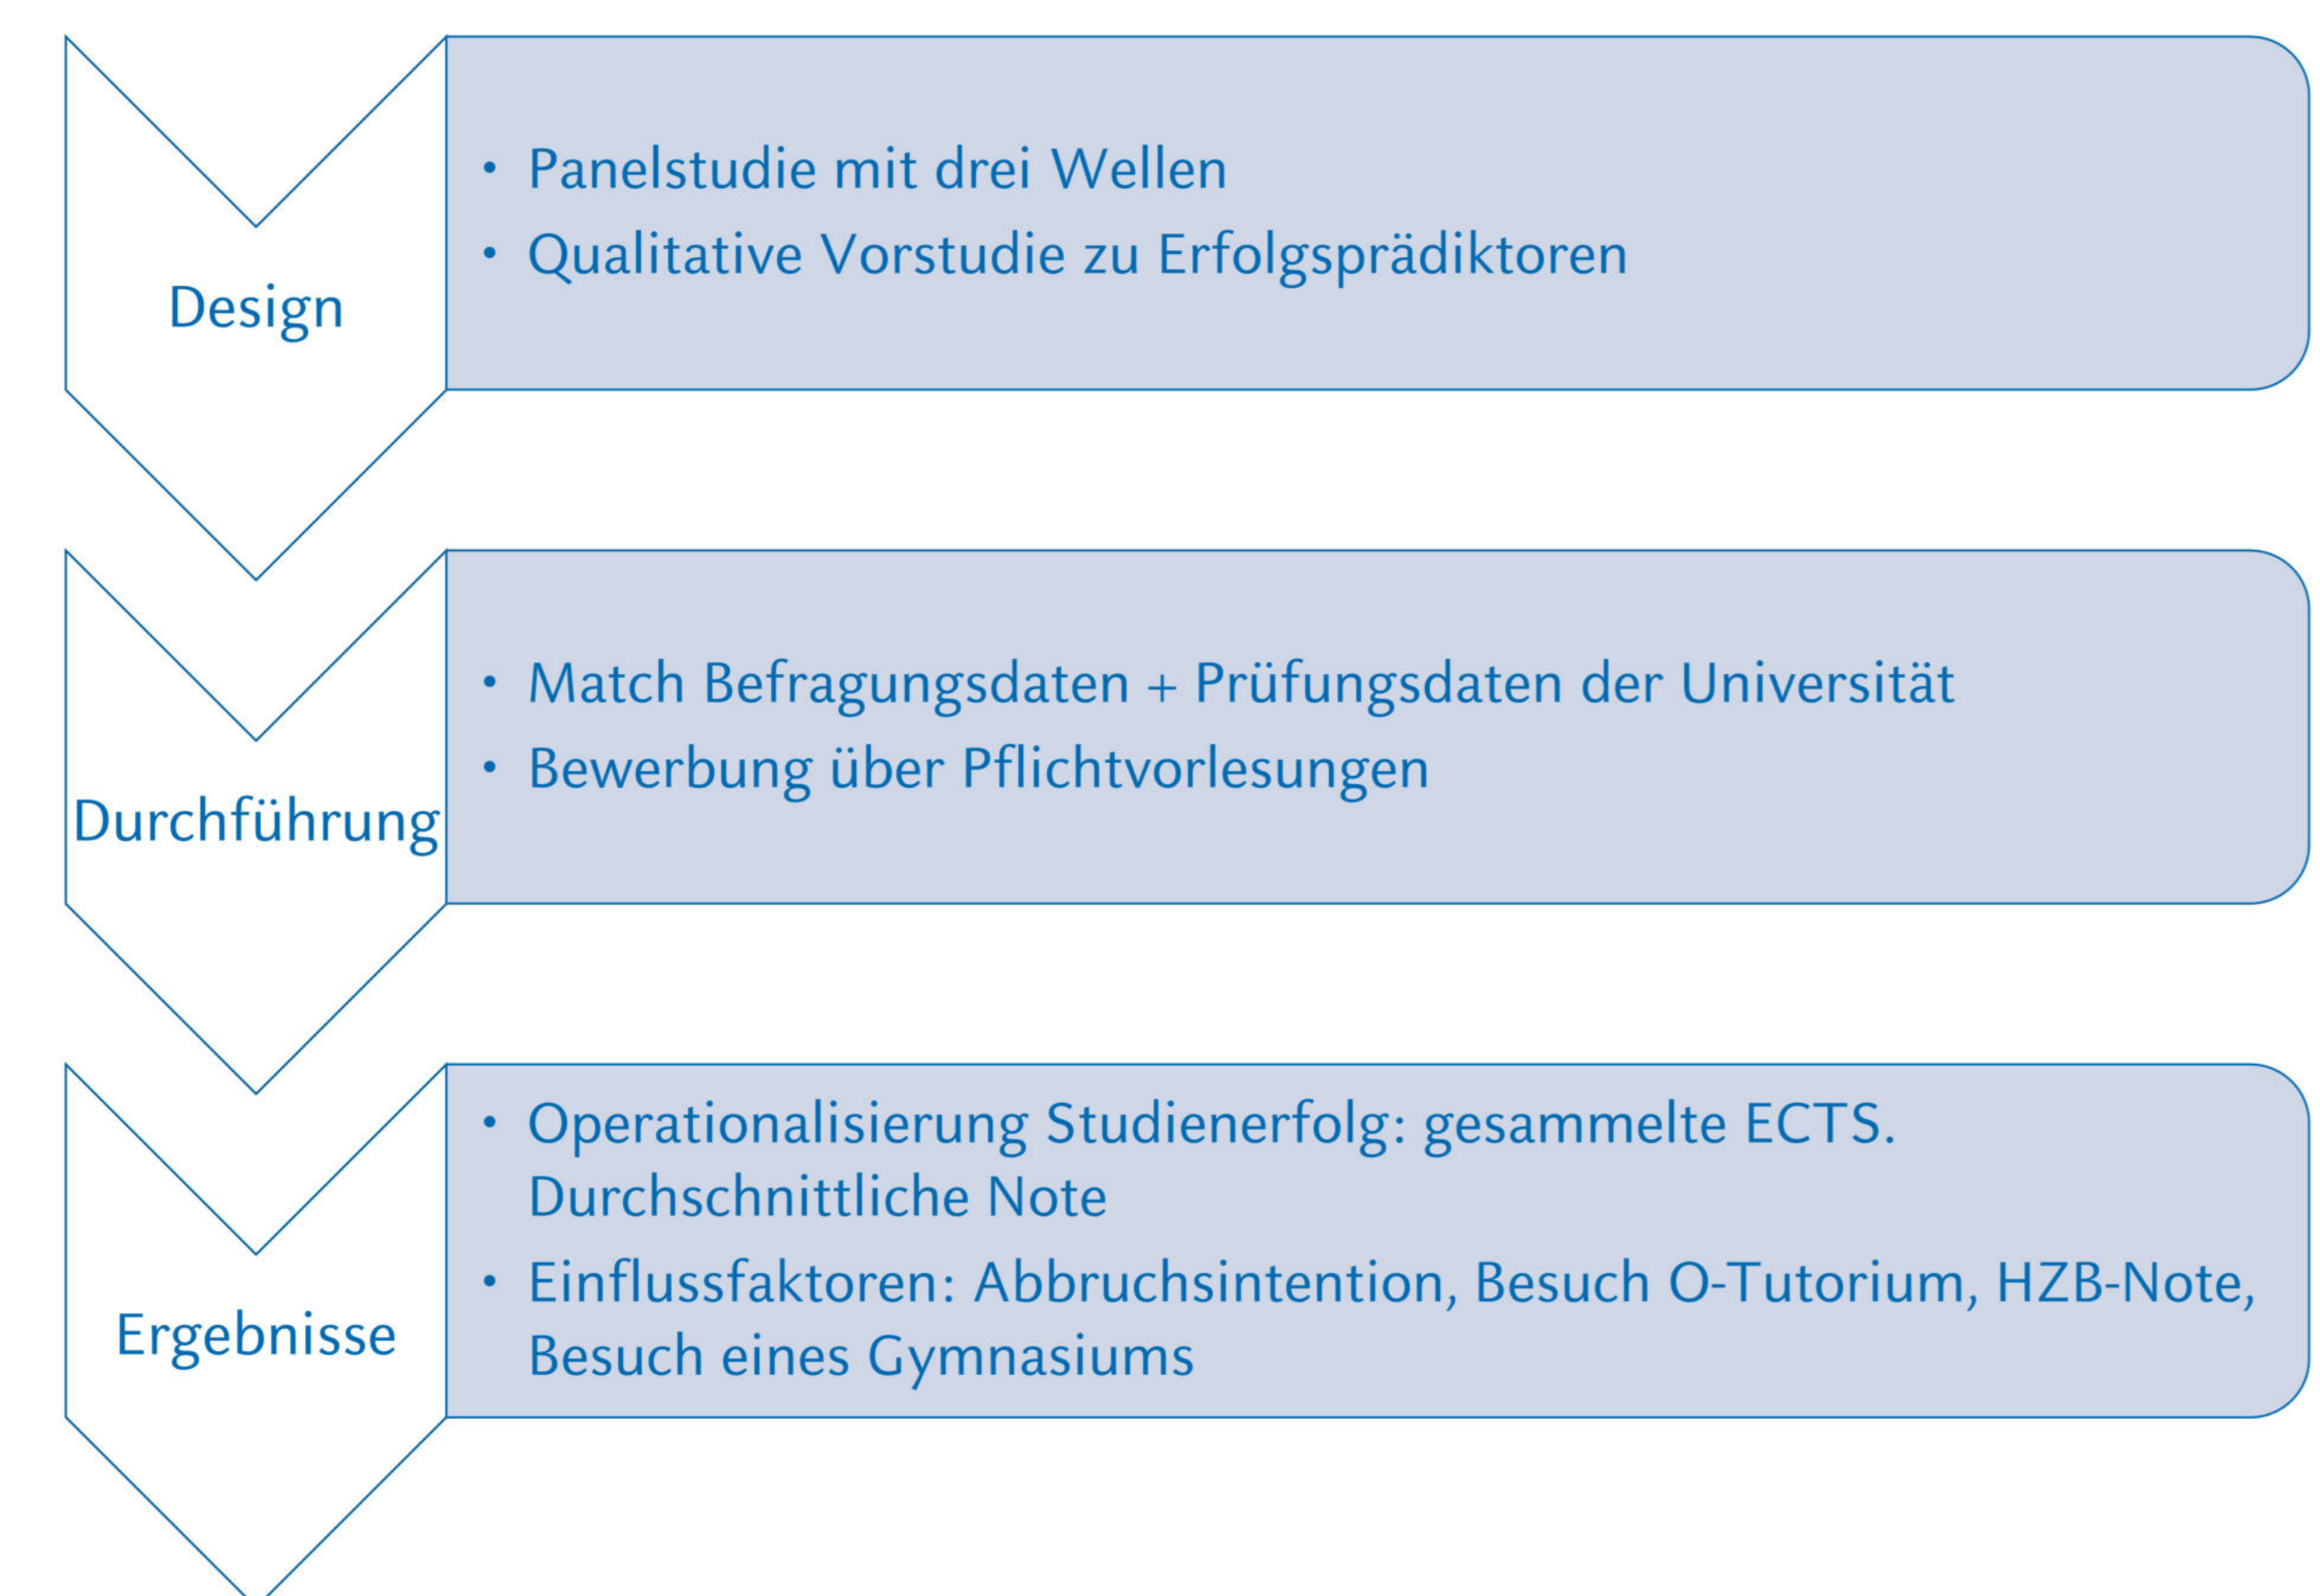 Design
• Panelstudie mit drei Wellen
• Qualitative Vorstudie zu Erfolgsprädiktoren
Durchführung
• Match Befragungsdaten + Prüfungsdaten der Universität
• Bewerbung über Pflichtvorlesungen
Ergebnisse
• Operationalisierung Studienerfolg: gesammelte ECTS.
Durchschnittliche Note
• Einflussfaktoren: Abbruchsintention, Besuch O-Tutorium, HZB-Note,
Besuch eines Gymnasiums